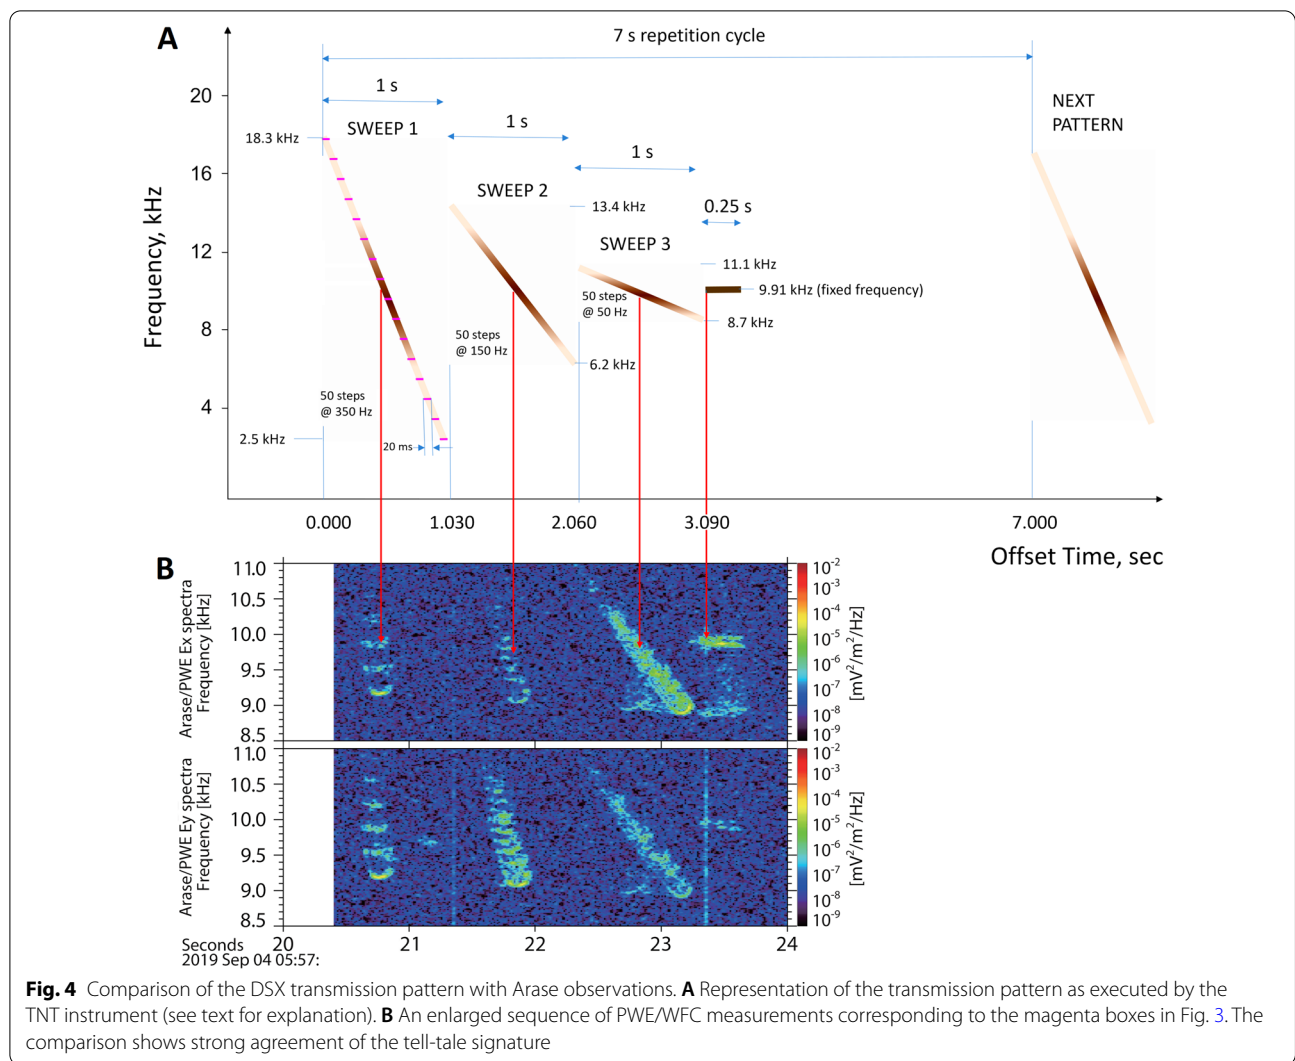 A
7 s repetition cycle
1 s
SWEEP 1
1 s
1 s
NEXT
PATTERN
20
18.3 kHz
16
SWEEP 2
13.4 kHz
0.25 s
SWEEP 3
12
11.1 kHz
Frequency, kHz
50 steps
@ 50 Hz
9.91 kHz (fixed frequency)
8
50 steps
@ 150 Hz
8.7 kHz
6.2 kHz
50 steps
@ 350 Hz
4
2.5 kHz
20 ms
0.000
1.030
2.060
3.090
7.000
Offset Time, sec
B
Arase/PWE Ex spectra
Frequency [kHz]
11.0
10.5
10.0
9.5
9.0
8.5
10-2
10-3
10-4
10-5
10-6
10-7
10-8
10-9
[mV2/m2/Hz]
Arase/PWE Ey spectra
Frequency [kHz]
11.0
10.5
10.0
9.5
9.0
8.5
10-2
10-3
10-4
10-5
10-6
10-7
10-8
10-9
[mV2/m2/Hz]
20
21
22
23
24
Seconds
2019 Sep 04 05:57:
Fig. 4 Comparison of the DSX transmission pattern with Arase observations. A Representation of the transmission pattern as executed by the
TNT instrument (see text for explanation). B An enlarged sequence of PWE/WFC measurements corresponding to the magenta boxes in Fig. 3. The
comparison shows strong agreement of the tell-tale signature